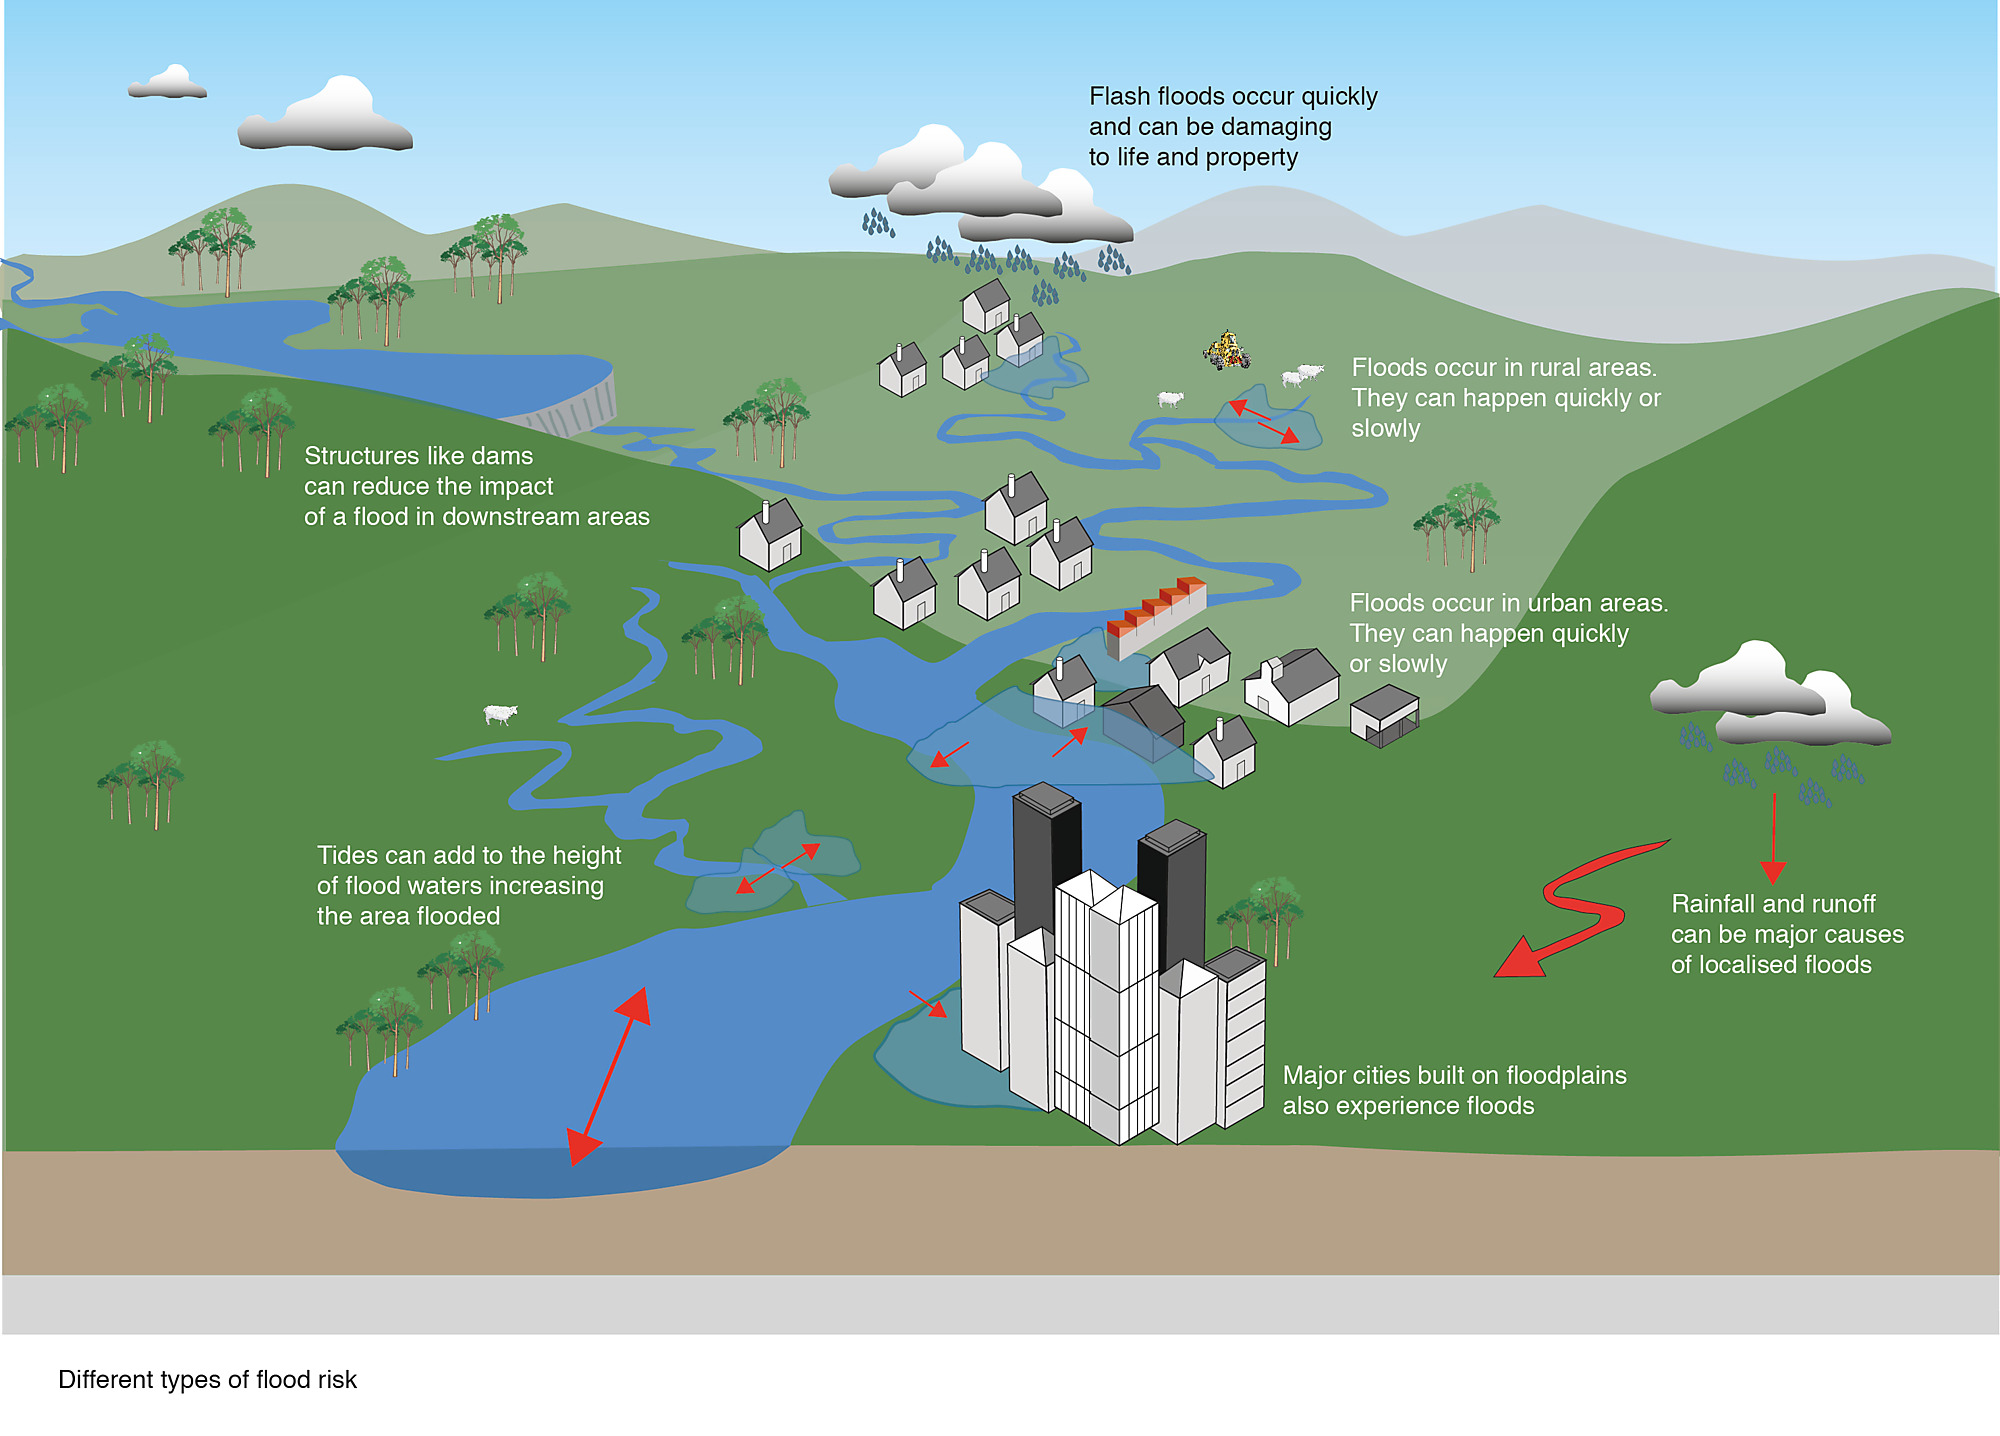 Flash floods occur quickly
and can be damaging
to life and property
Floods occur in rural areas.
They can happen quickly or
slowly
Structures like dams
can reduce the impact
of a flood in downstream areas
Floods occur in urban areas.
They can happen quickly
or slowly
Tides can add to the height
of flood waters increasing
the area flooded
Rainfall and runoff
can be major causes
of localised floods
Major cities built on floodplains
also experience floods
Different types of flood risk